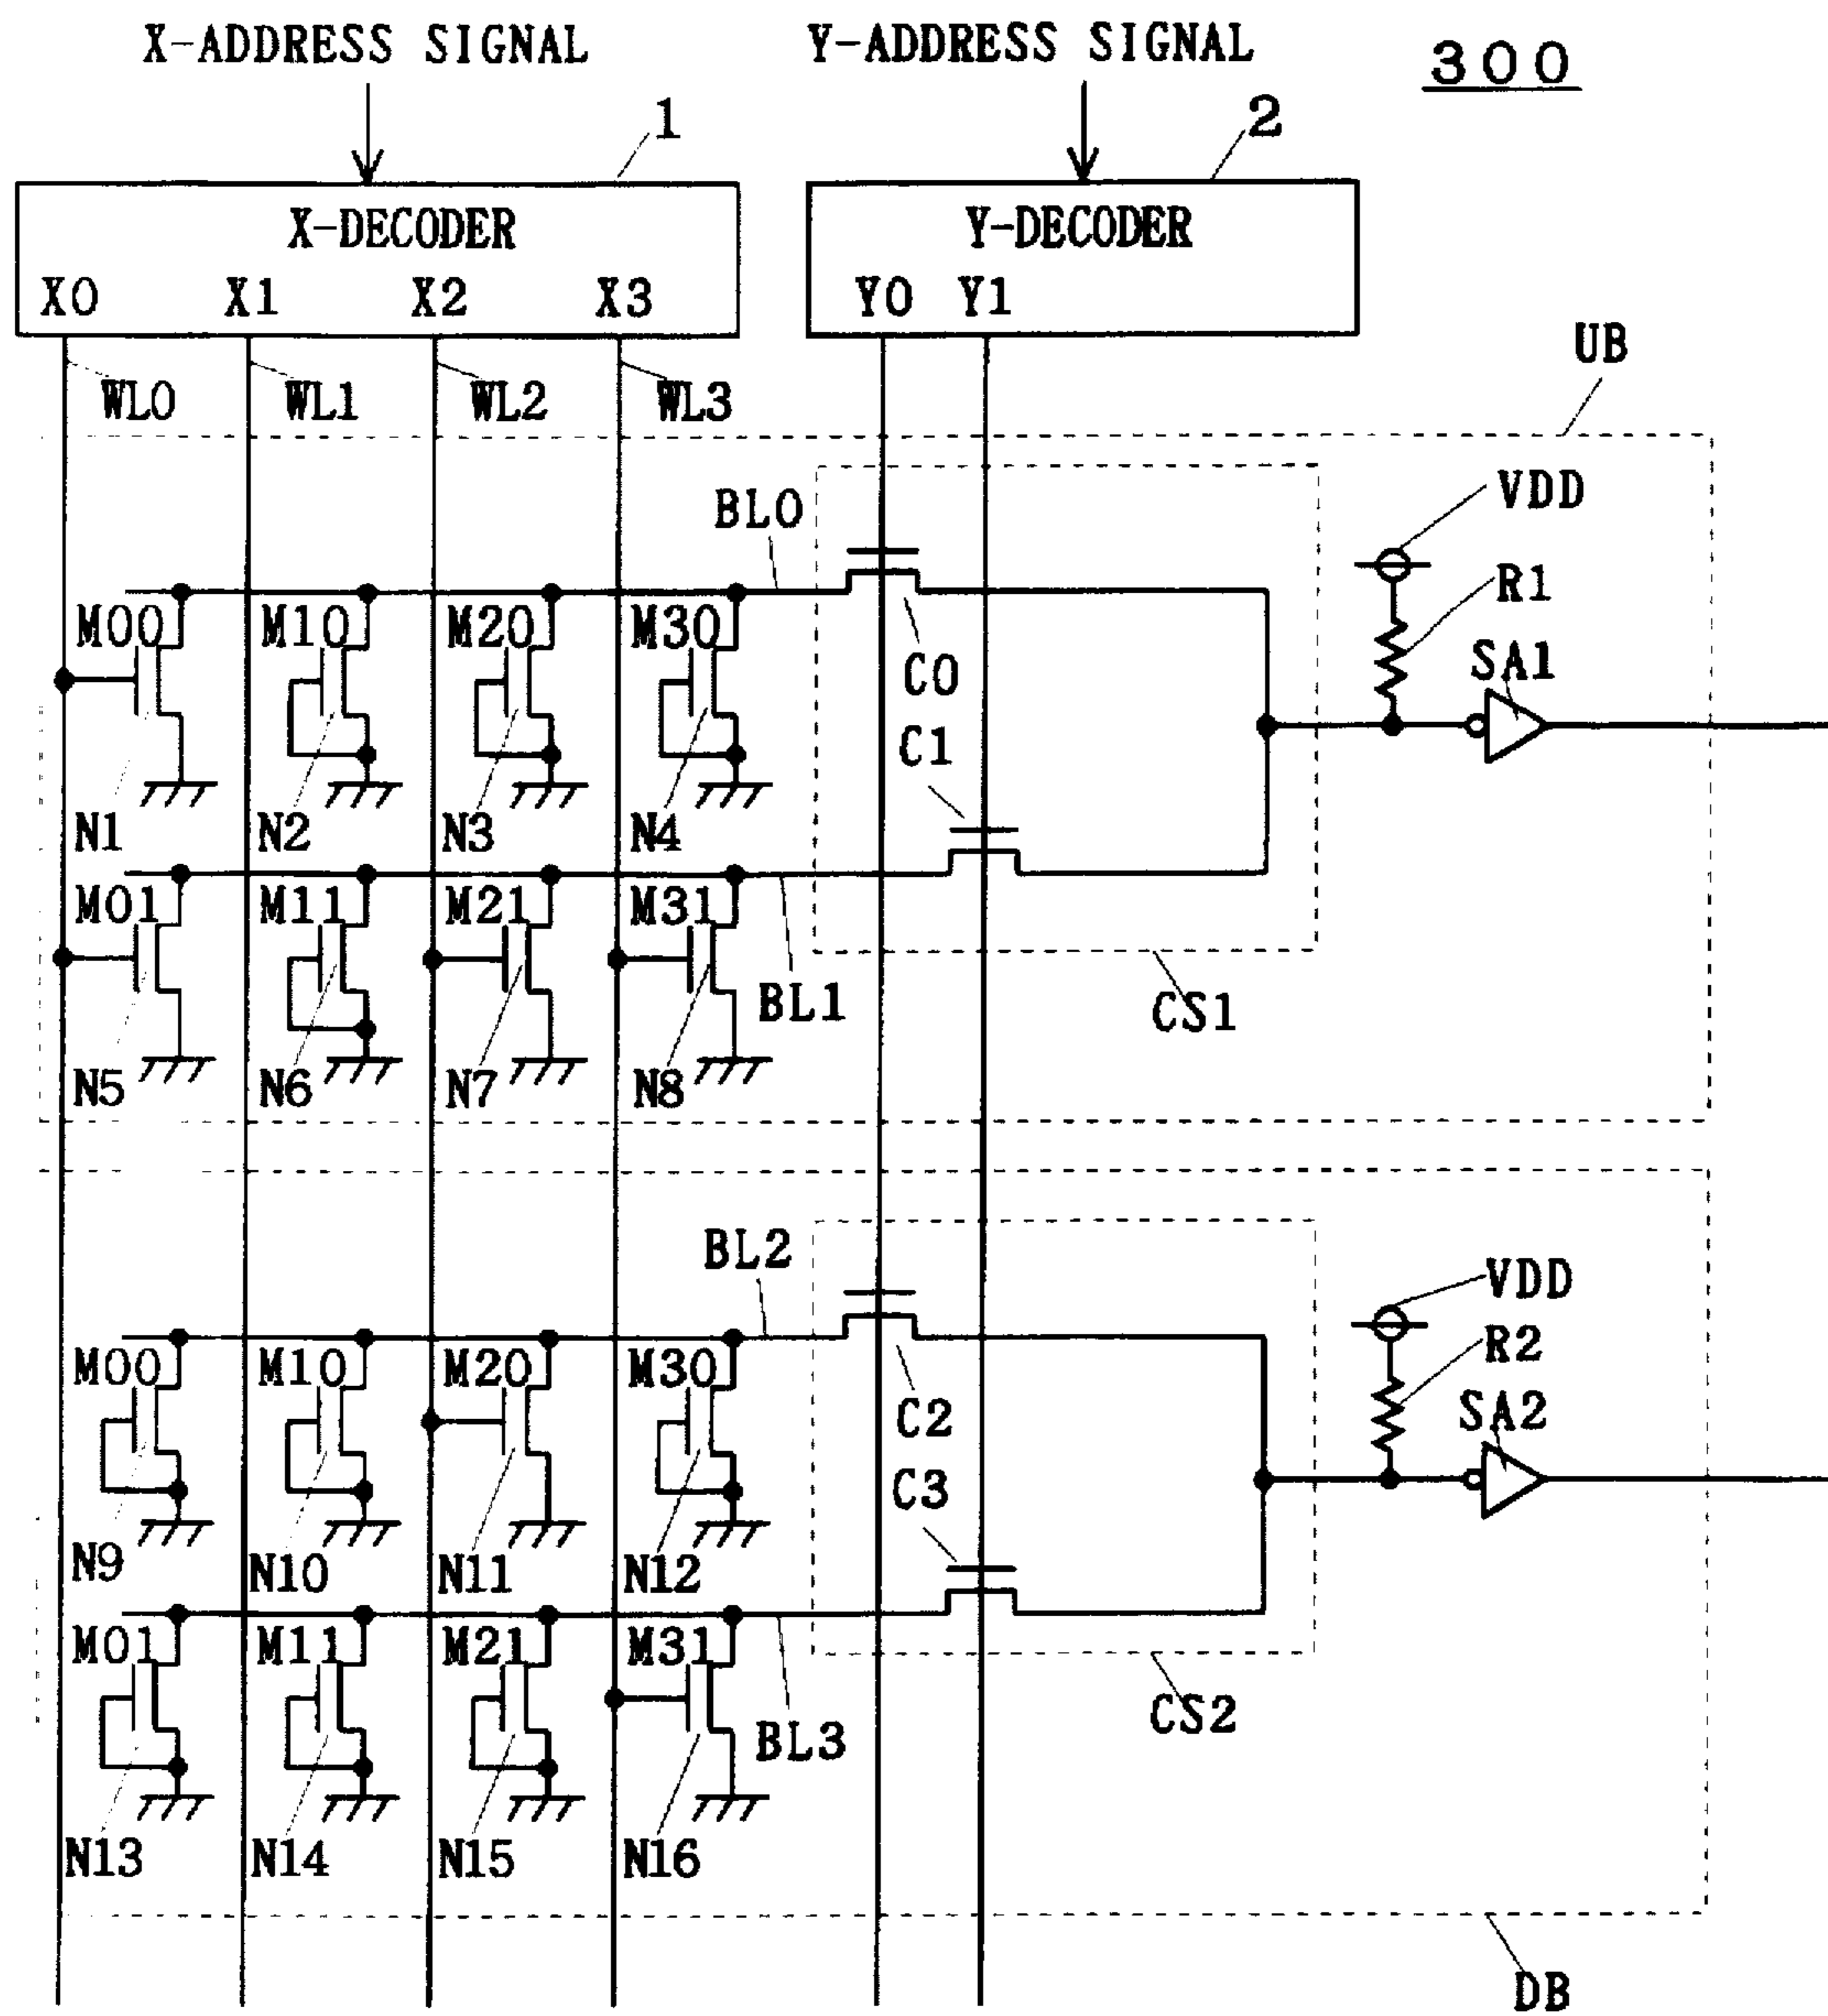 X-ADDRESS SIGNAL
Y-ADDRESS SIGNAL
300
1
2
X-DECODER
Y-DECODER
X0 X1 X2 X3
Y0 Y1
UB
WL0 WL1 WL2 WL3
VDD
BL0
R1
M00 M10 M20 M30
C0
SA1
C1
N1 N2 N3 N4
M01 M11 M21 M31
BL1
CS1
N5 N6 N7 N8
BL2
VDD
M00 M10 M20 M30
R2
C2
SA2
C3
N9 N10 N11 N12
M01 M11 M21 M31
CS2
BL3
N13 N14 N15 N16
DB